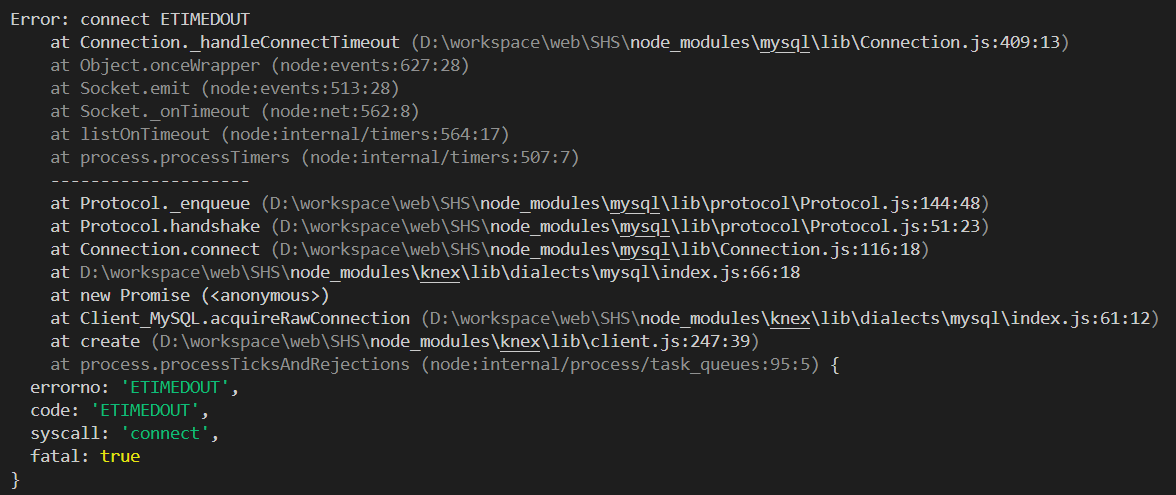 Error: connect ETIMEDOUT
    at Connection._handleConnectTimeout (D:\workspace\web\SHS\node_modules\mysql\lib\Connection.js:409:13)
    at Object.onceWrapper (node:events:627:28)
    at Socket.emit (node:events:513:28)
    at Socket._onTimeout (node:net:562:8)
    at listOnTimeout (node:internal/timers:564:17)
    at process.processTimers (node:internal/timers:507:7)
    --------------------
    at Protocol._enqueue (D:\workspace\web\SHS\node_modules\mysql\lib\protocol\Protocol.js:144:48)
    at Protocol.handshake (D:\workspace\web\SHS\node_modules\mysql\lib\protocol\Protocol.js:51:23)
    at Connection.connect (D:\workspace\web\SHS\node_modules\mysql\lib\Connection.js:116:18)
    at D:\workspace\web\SHS\node_modules\knex\lib\dialects\mysql\index.js:66:18
    at new Promise (<anonymous>)
    at Client_MySQL.acquireRawConnection (D:\workspace\web\SHS\node_modules\knex\lib\dialects\mysql\index.js:61:12)
    at create (D:\workspace\web\SHS\node_modules\knex\lib\client.js:247:39)
    at process.processTicksAndRejections (node:internal/process/task_queues:95:5) {
  errorno: 'ETIMEDOUT',
  code: 'ETIMEDOUT',
  syscall: 'connect',
  fatal: true
}